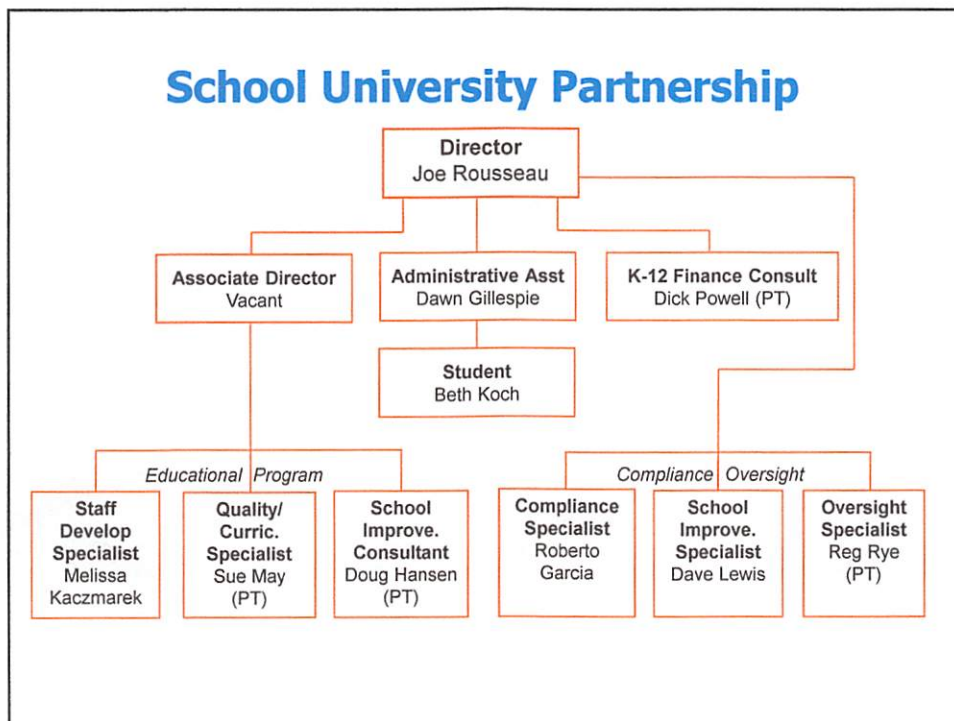 School University Partnership
Director
Joe Rousseau
Associate Director
Vacant
Administrative Asst
Dawn Gillespie
K-12 Finance Consult
Dick Powell (PT)
Student
Beth Koch
Educational Program
Compliance Oversight
Staff
Develop
Specialist
Melissa
Kaczmarek
Quality/
Curric.
Specialist
Sue May
(PT)
School
Improve.
Consultant
Doug Hansen
(PT)
Compliance
Specialist
Roberto
Garcia
School
Improve.
Specialist
Dave Lewis
Oversight
Specialist
Reg Rye
(PT)